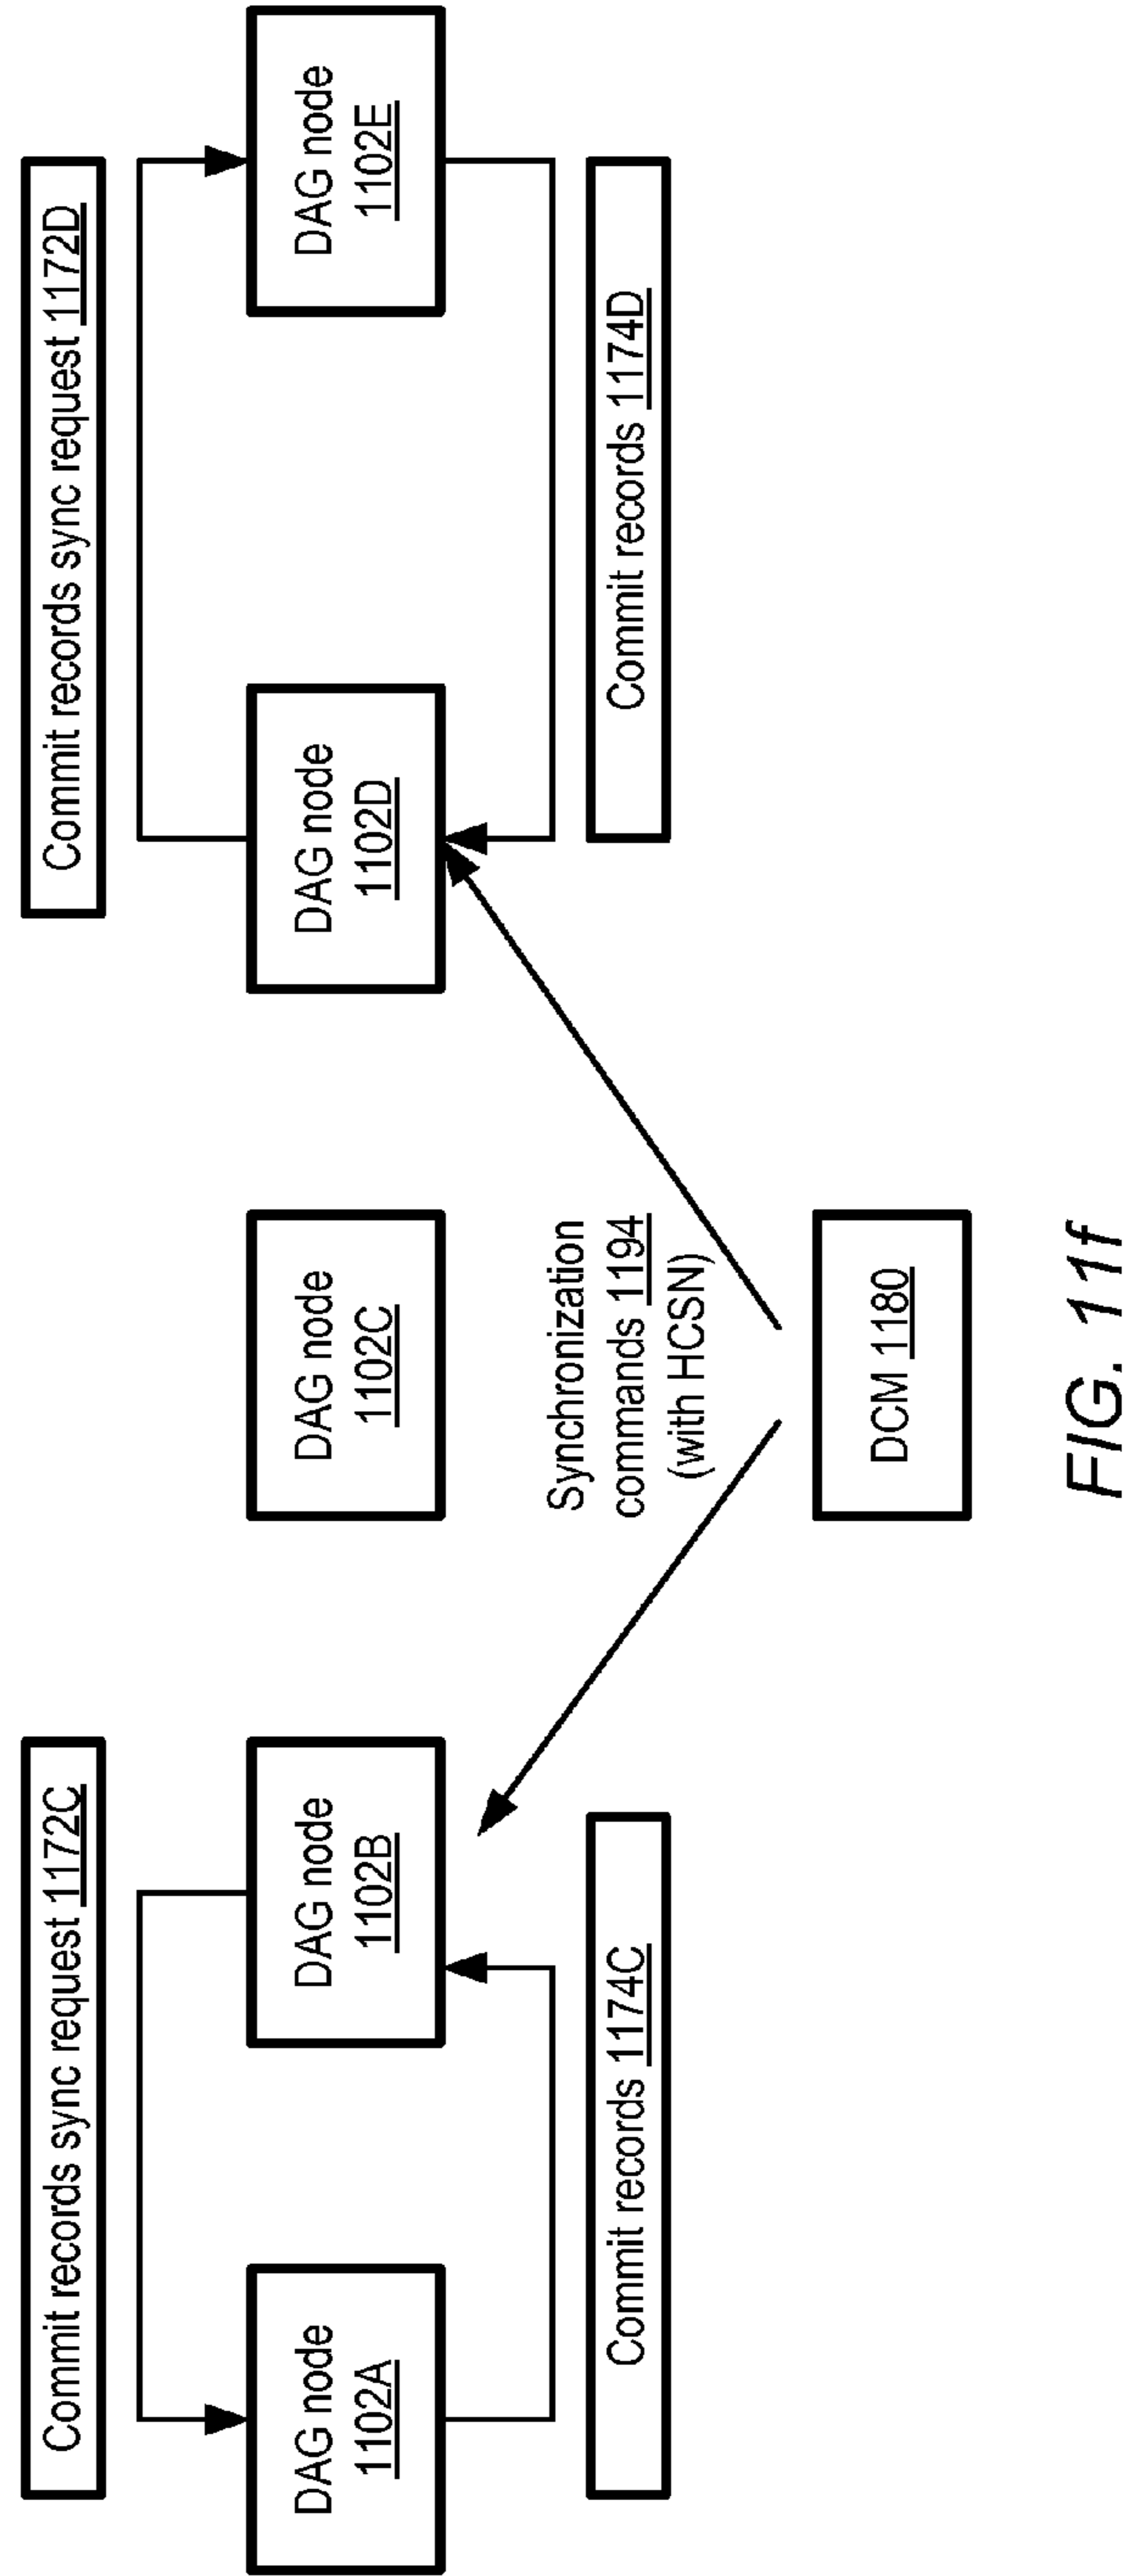 Commit records sync request 1172C
Commit records sync request 1172D
DAG node
1102A
DAG node
1102B
DAG node
1102C
DAG node
1102D
DAG node
1102E
Synchronization
commands 1194
(with HCSN)
Commit records 1174C
Commit records 1174D
DCM 1180
FIG. 11f